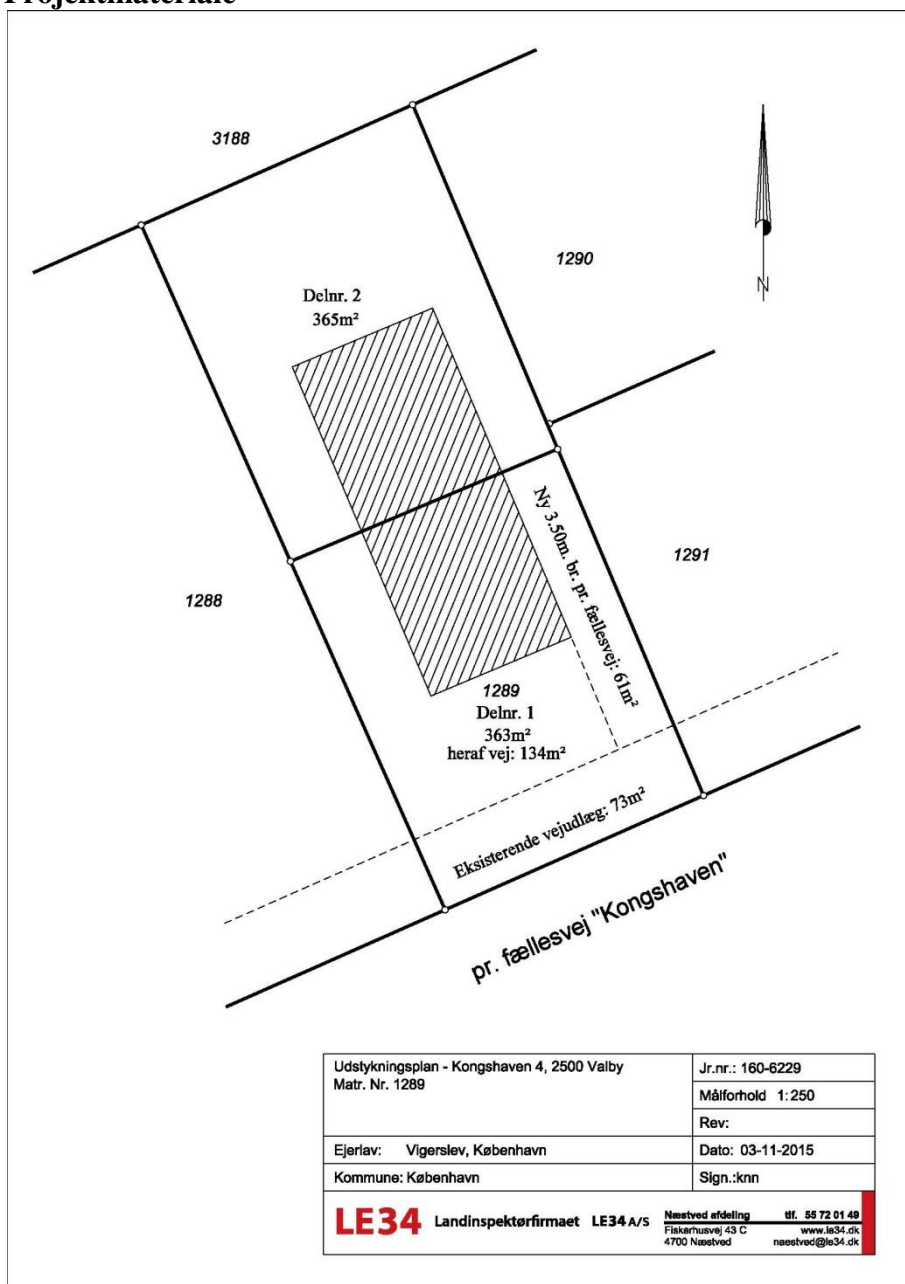 Projektmateriale
3188
1290
Delnr. 2
365m²
N
Ny 3.50m. br. pr. fællesvej: 61m²
1291
1288
1289
Delnr. 1
363m²
heraf vej: 134m²
Eksisterende vejudlæg: 73m²
pr. fællesvej "Kongshaven"
Udstykningsplan - Kongshaven 4, 2500 Valby
Matr. Nr. 1289
Jr.nr.: 160-6229
Målforhold 1:250
Rev:
Ejerlav: Vigerslev, København
Dato: 03-11-2015
Kommune: København
Sign.:knn
LE34 Landinspektørfirmaet LE34 A/S
Næstved afdeling tlf. 55 72 01 49
Fiskerhusvej 43 C www.le34.dk
4700 Næstved naestved@le34.dk